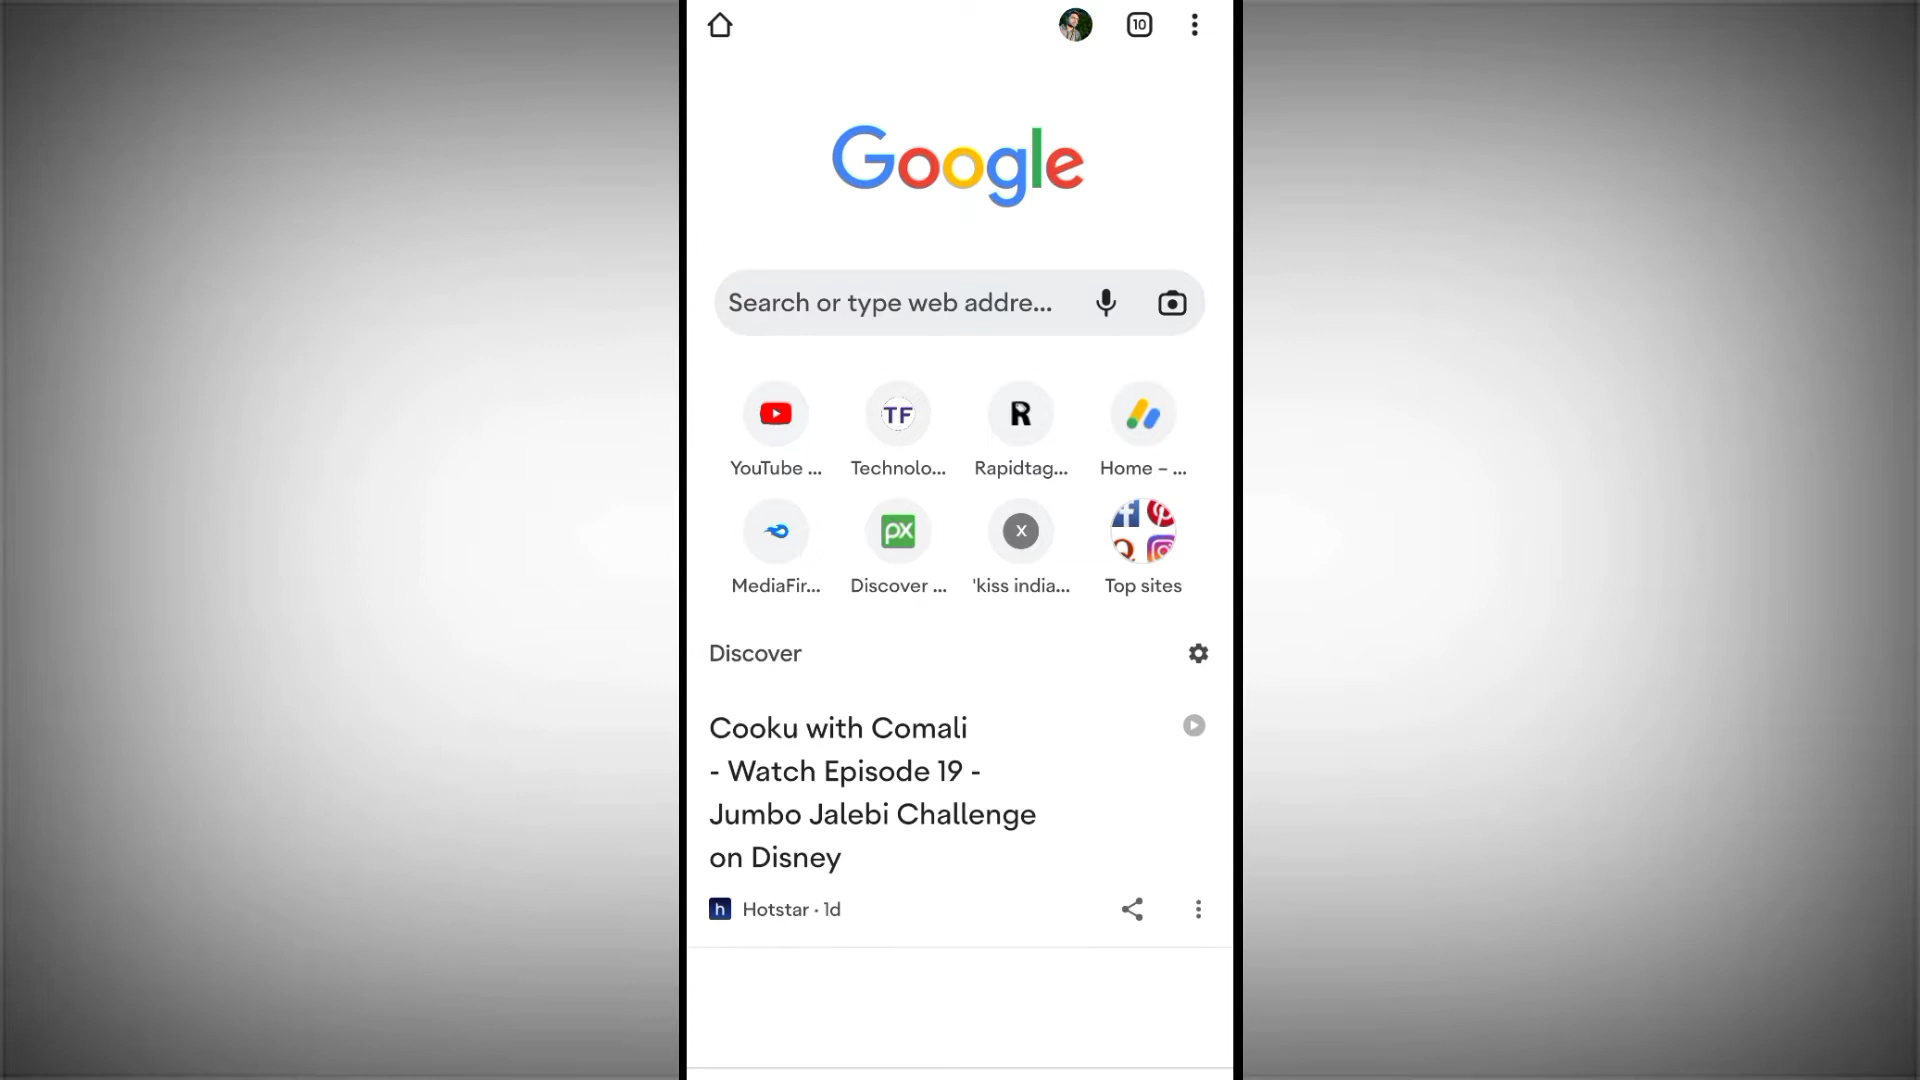 10
Google
Search or type web addre...
YouTube ...
TF
Technolo...
R
Rapidtag...
Home – ...
MediaFir...
px
Discover ...
X
'kiss india...
Top sites
Discover
Cooku with Comali
- Watch Episode 19 -
Jumbo Jalebi Challenge
on Disney
h Hotstar · 1d